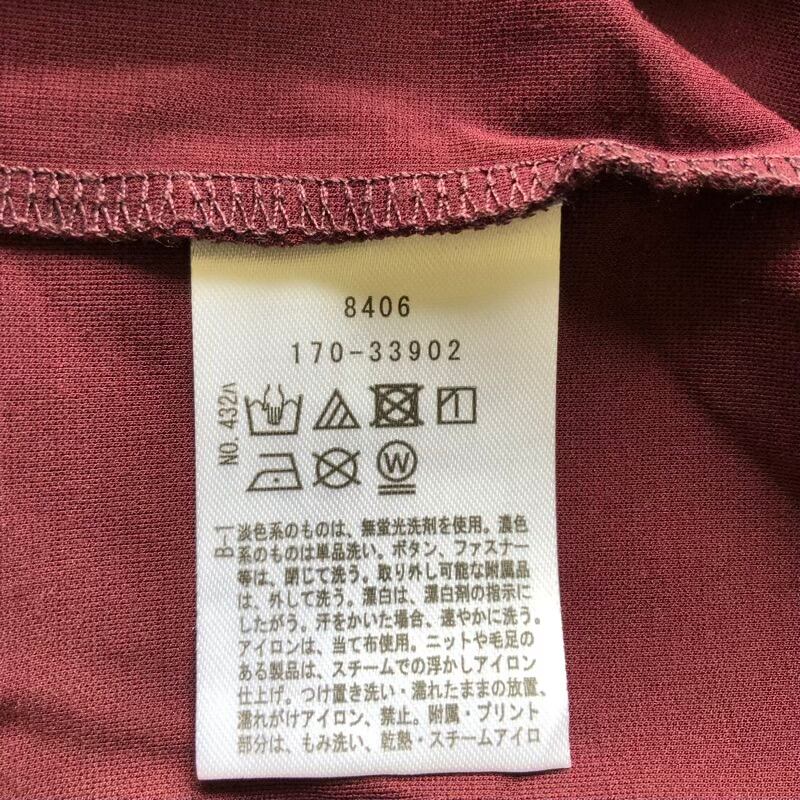 8406
170-33902
NO. 432A
W
B-1
淡色系のものは、無蛍光洗剤を使用。濃色
系のものは単品洗い。ボタン、ファスナー
等は、閉じて洗う。取り外し可能な附属品
は、外して洗う。漂白は、漂白剤の指示に
したがう。汗をかいた場合、速やかに洗う。
アイロンは、当て布使用。ニットや毛足の
ある製品は、スチームでの浮かしアイロン
仕上げ。つけ置き洗い・濡れたままの放置、
濡れがけアイロン、禁止。附属・プリント
部分は、もみ洗い、乾熱・スチームアイロ